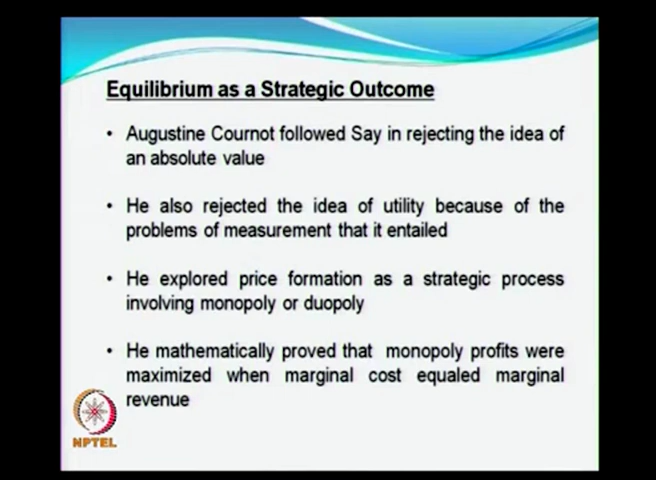 Equilibrium as a Strategic Outcome
• Augustine Cournot followed Say in rejecting the idea of
an absolute value
• He also rejected the idea of utility because of the
problems of measurement that it entailed
• He explored price formation as a strategic process
involving monopoly or duopoly
• He mathematically proved that monopoly profits were
maximized when marginal cost equaled marginal
revenue
NPTEL